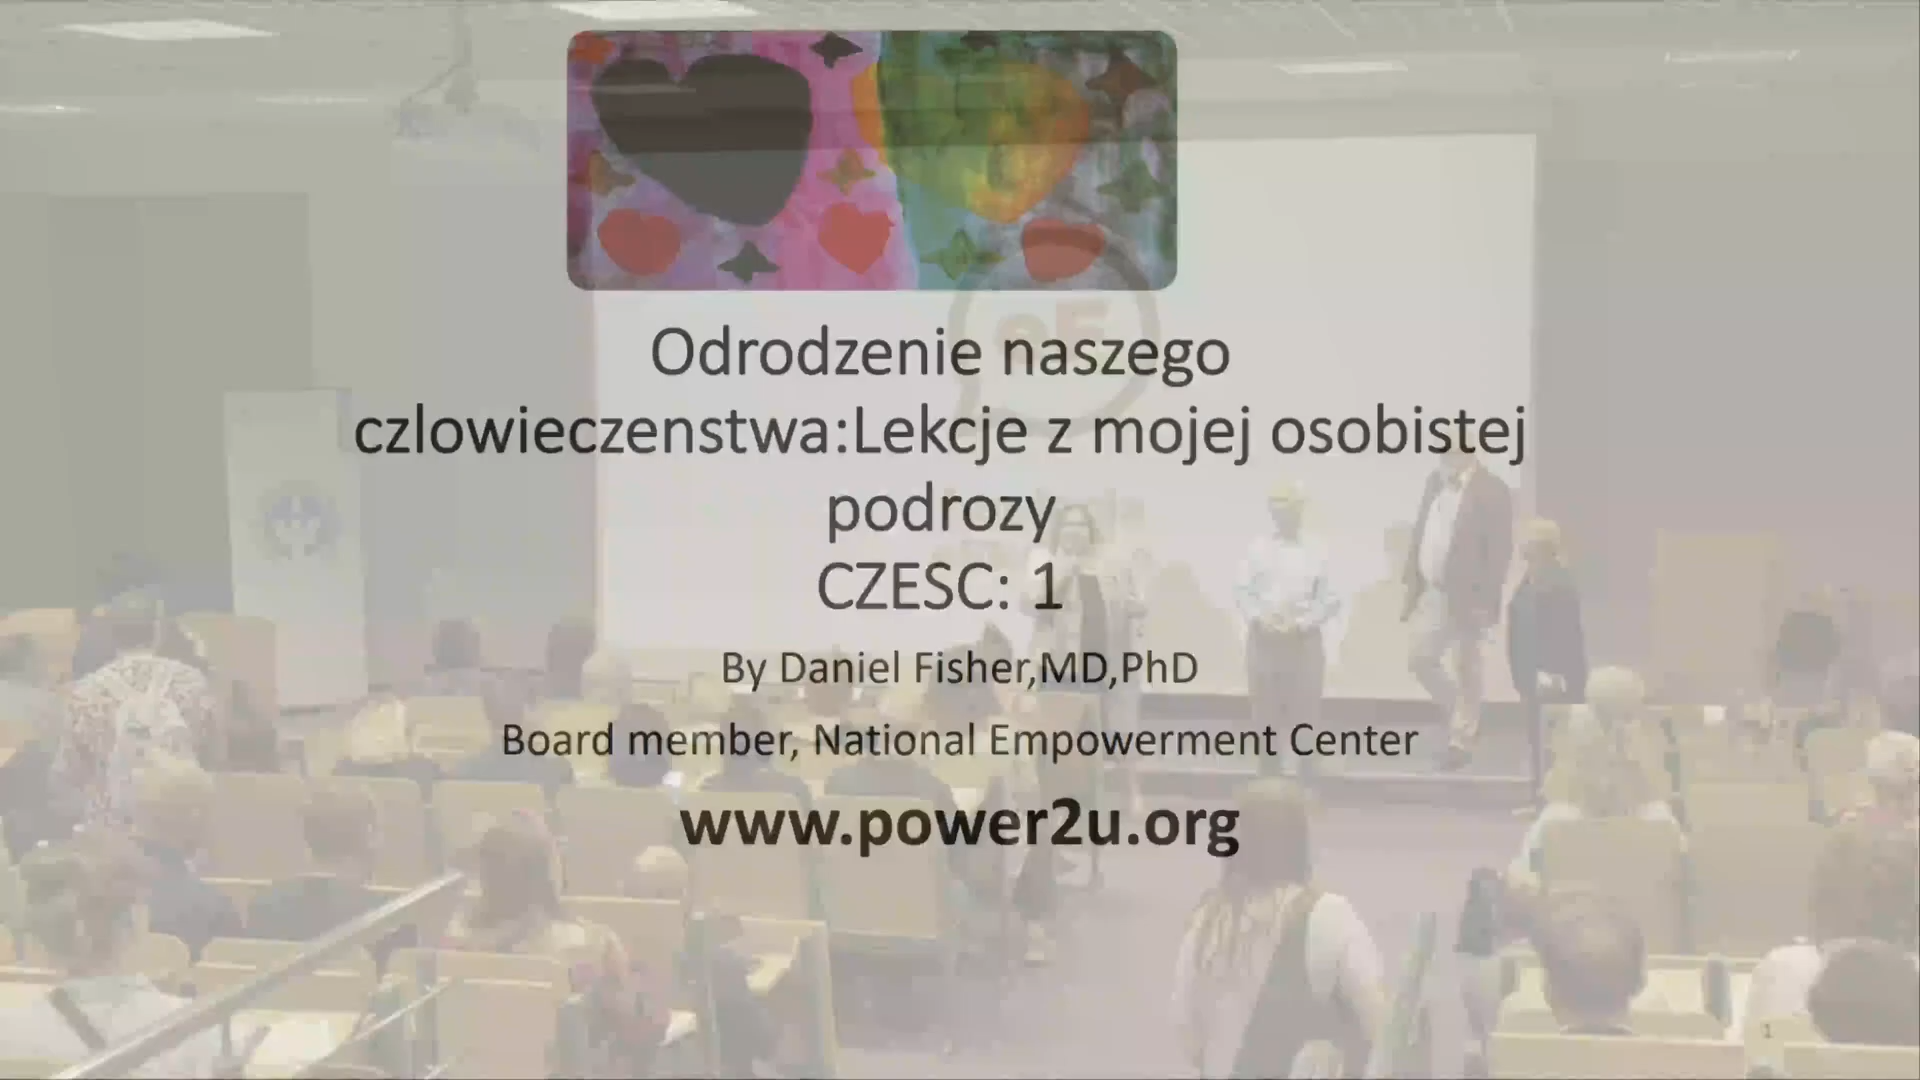 Odrodzenie naszego
czlowieczenstwa:Lekcje z mojej osobistej
podrozy
CZESC: 1
By Daniel Fisher,MD,PhD
Board member, National Empowerment Center
www.power2u.org
1